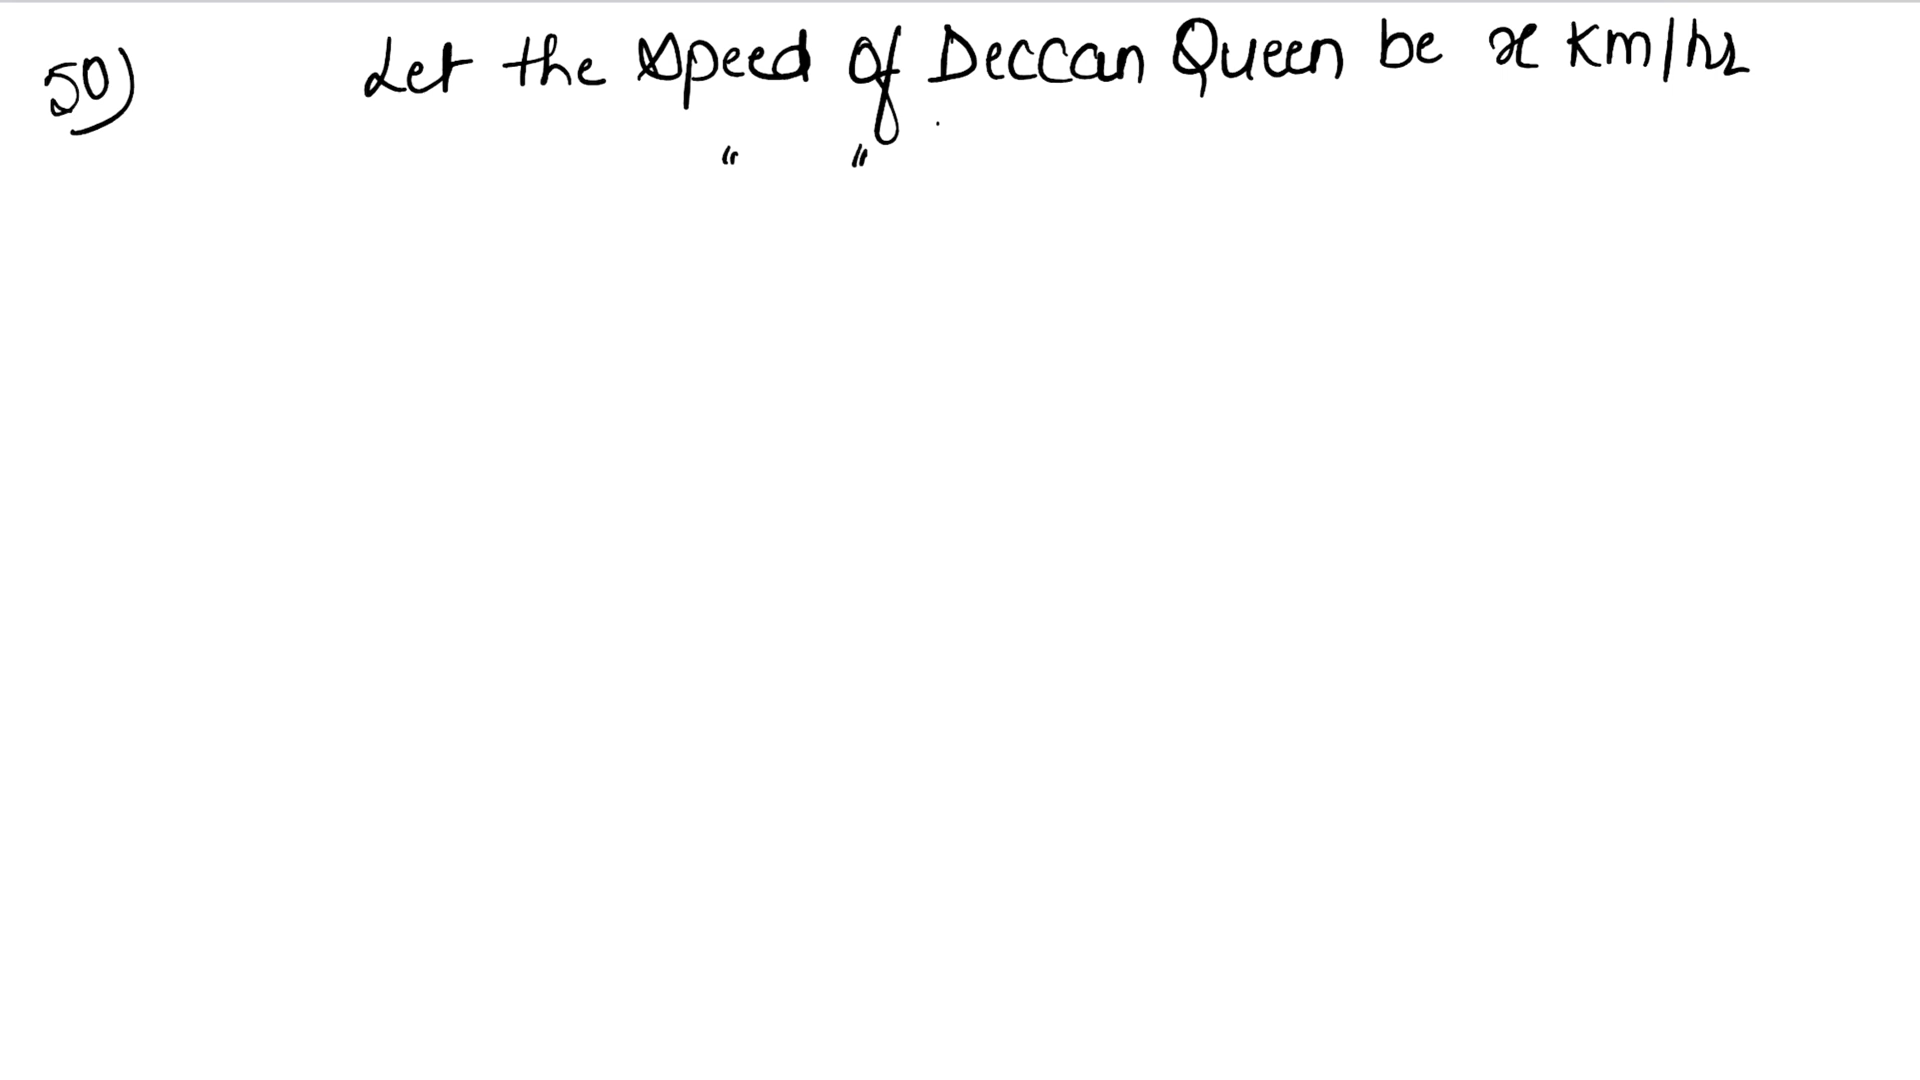 50) Let the speed of Deccan Queen be x km/hr
" "